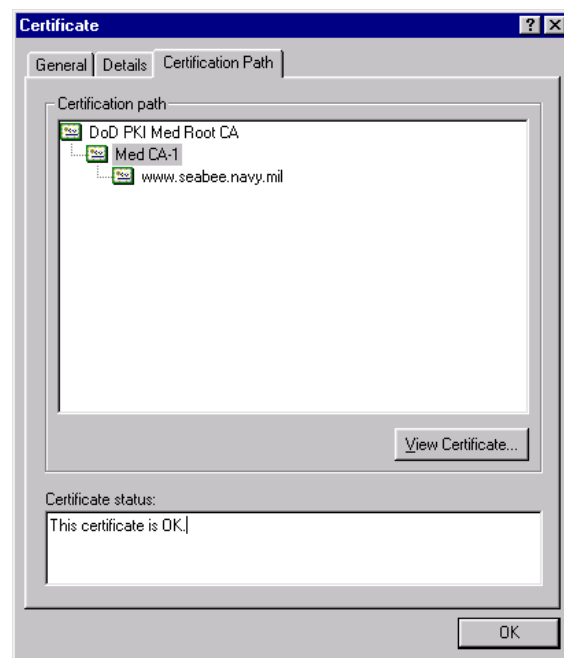 Certificate
General Details Certification Path
Certification path
DoD PKI Med Root CA
Med CA-1
www.seabee.navy.mil
View Certificate...
Certificate status:
This certificate is OK.
OK